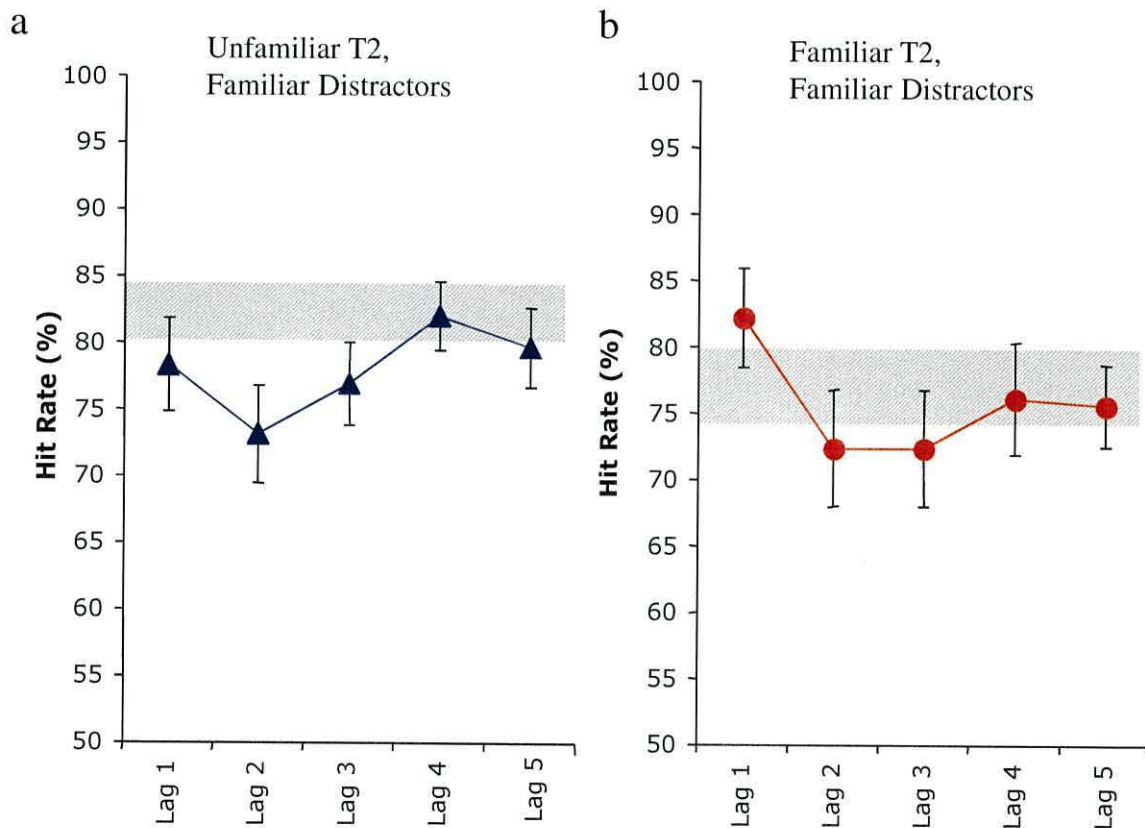 a
Unfamiliar T2,
Familiar Distractors
100
95
90
85
80
75
70
65
60
55
50
Hit Rate (%)
Lag 1
Lag 2
Lag 3
Lag 4
Lag 5
b
Familiar T2,
Familiar Distractors
100
95
90
85
80
75
70
65
60
55
50
Hit Rate (%)
Lag 1
Lag 2
Lag 3
Lag 4
Lag 5